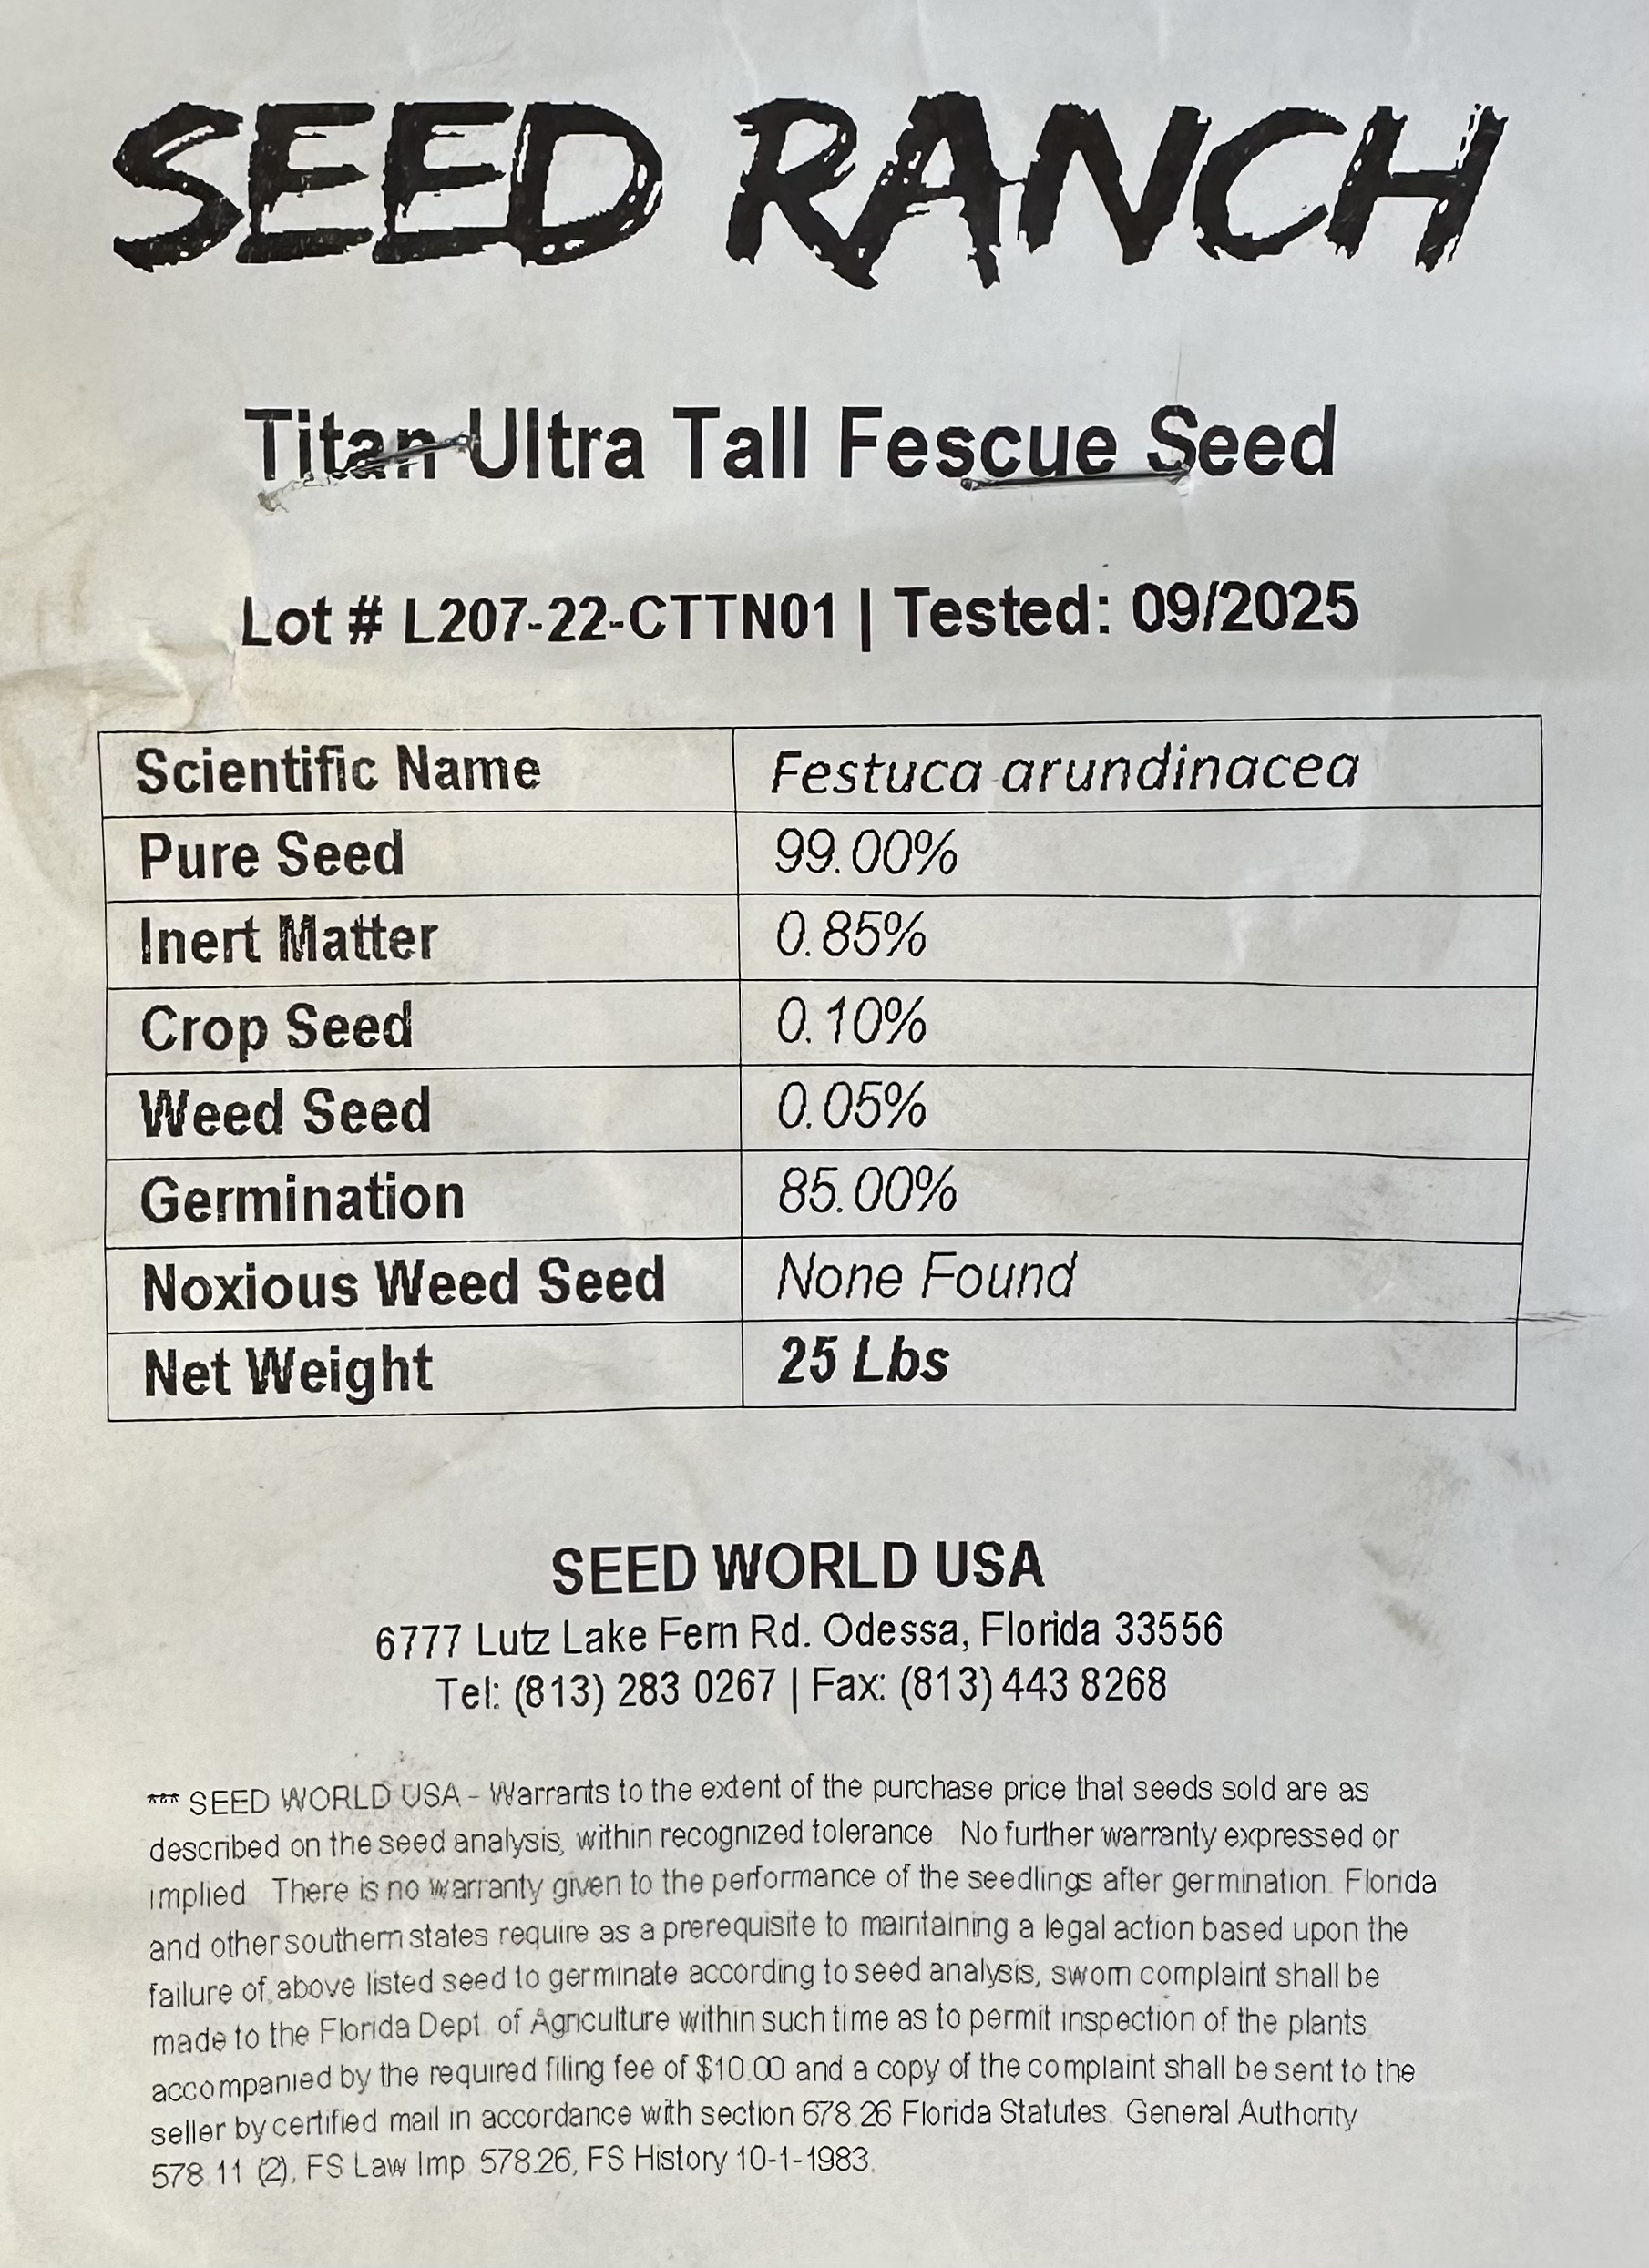 SEED RANCH
Titan Ultra Tall Fescue Seed
Lot # L207-22-CTTN01 | Tested: 09/2025
Scientific Name Festuca arundinacea
Pure Seed 99.00%
Inert Matter 0.85%
Crop Seed 0.10%
Weed Seed 0.05%
Germination 85.00%
Noxious Weed Seed None Found
Net Weight 25 Lbs
SEED WORLD USA
6777 Lutz Lake Fern Rd. Odessa, Florida 33556
Tel: (813) 283 0267 | Fax: (813) 443 8268
*** SEED WORLD USA - Warrants to the extent of the purchase price that seeds sold are as
described on the seed analysis, within recognized tolerance. No further warranty expressed or
implied. There is no warranty given to the performance of the seedlings after germination. Florida
and other southern states require as a prerequisite to maintaining a legal action based upon the
failure of above listed seed to germinate according to seed analysis, sworn complaint shall be
made to the Florida Dept. of Agriculture within such time as to permit inspection of the plants
accompanied by the required filing fee of $10.00 and a copy of the complaint shall be sent to the
seller by certified mail in accordance with section 678.26 Florida Statutes. General Authority
578.11 (2), FS Law Imp. 578.26, FS History 10-1-1983.